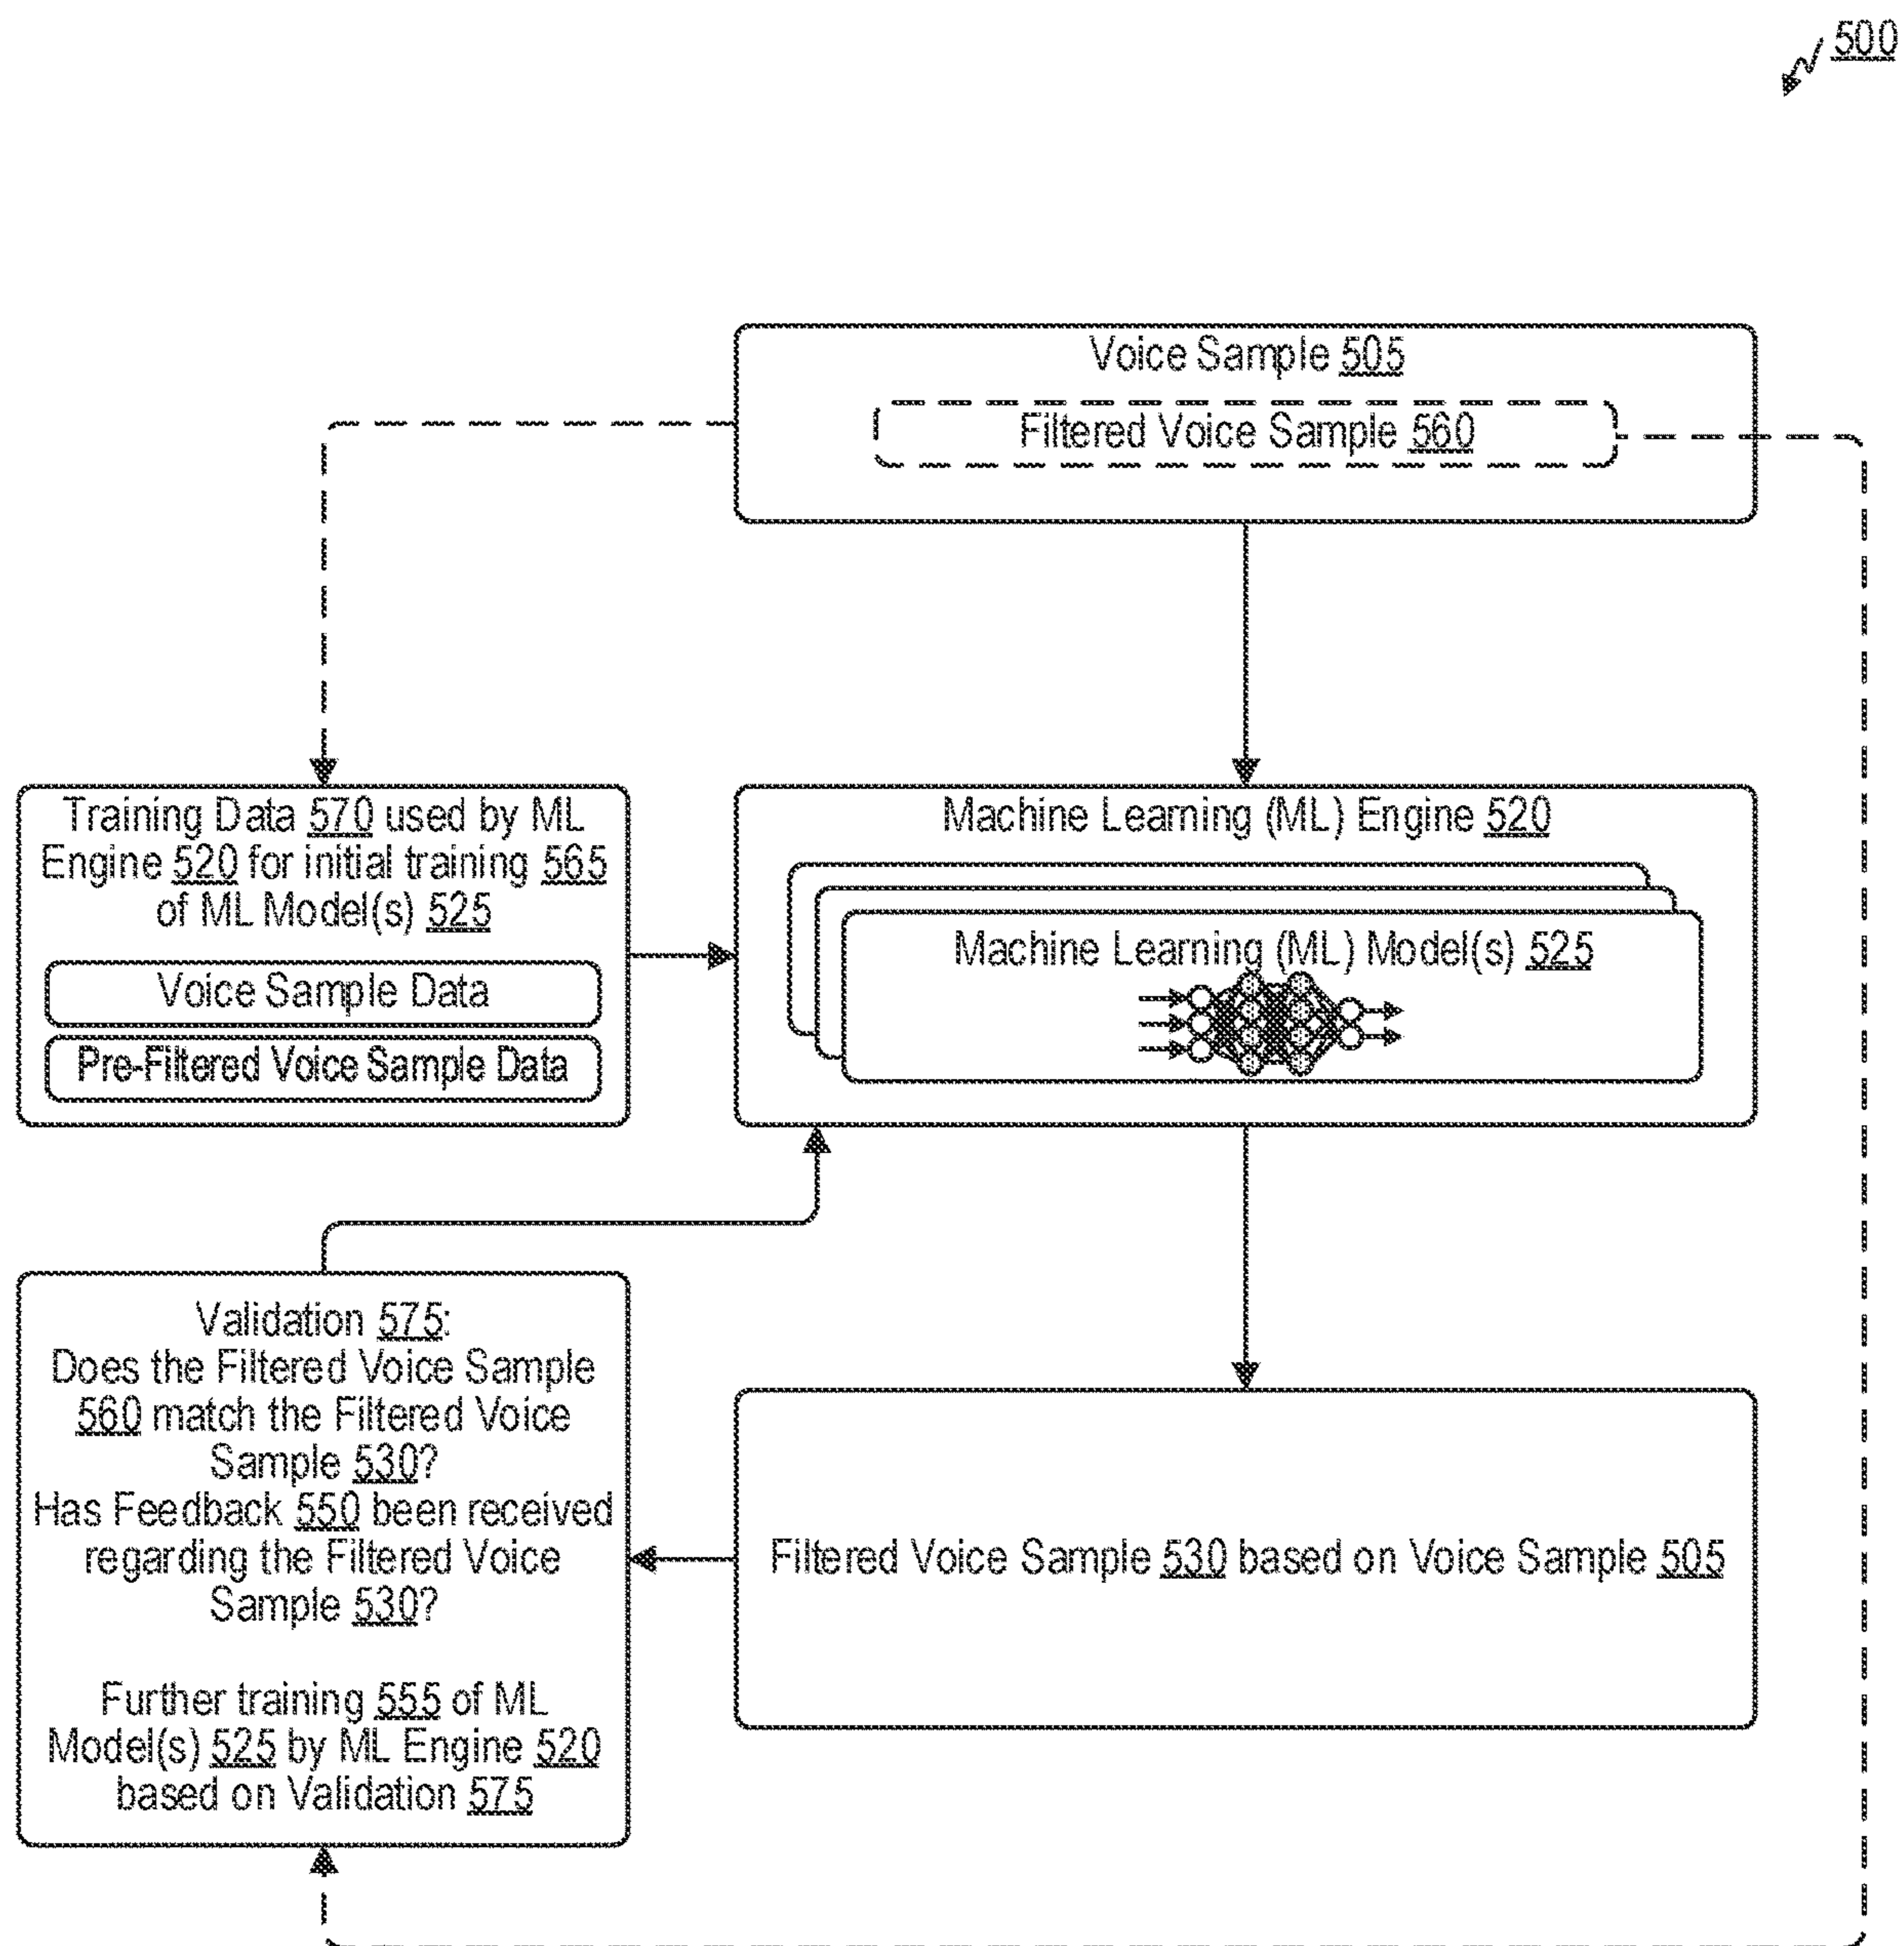 500
Voice Sample 505
Filtered Voice Sample 560
Training Data 570 used by ML
Engine 520 for initial training 565
of ML Model(s) 525
Voice Sample Data
Pre-Filtered Voice Sample Data
Machine Learning (ML) Engine 520
Machine Learning (ML) Model(s) 525
Validation 575:
Does the Filtered Voice Sample
560 match the Filtered Voice
Sample 530?
Has Feedback 550 been received
regarding the Filtered Voice
Sample 530?
Further training 555 of ML
Model(s) 525 by ML Engine 520
based on Validation 575
Filtered Voice Sample 530 based on Voice Sample 505